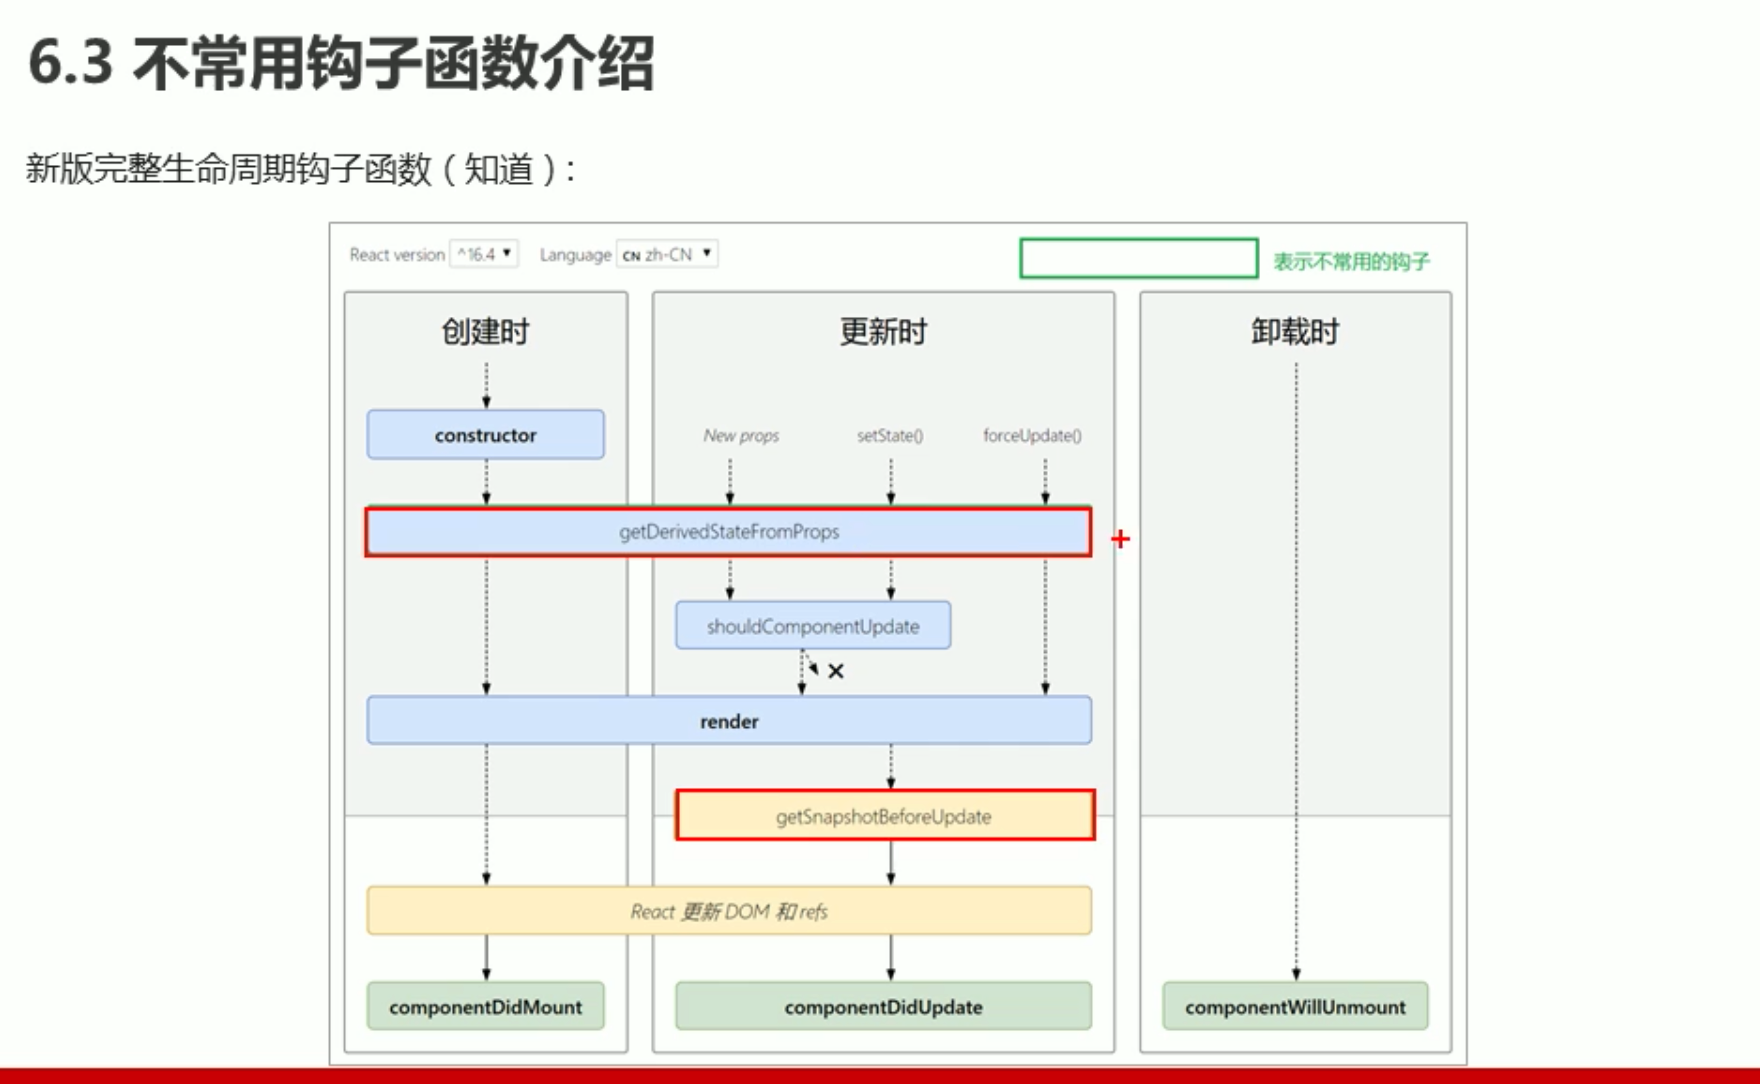 6.3 不常用钩子函数介绍
新版完整生命周期钩子函数（知道）：
React version ^16.4 Language CN zh-CN 表示不常用的钩子
创建时 更新时 卸载时
constructor New props setState() forceUpdate()
getDerivedStateFromProps
shouldComponentUpdate
render
getSnapshotBeforeUpdate
React 更新 DOM 和 refs
componentDidMount componentDidUpdate componentWillUnmount